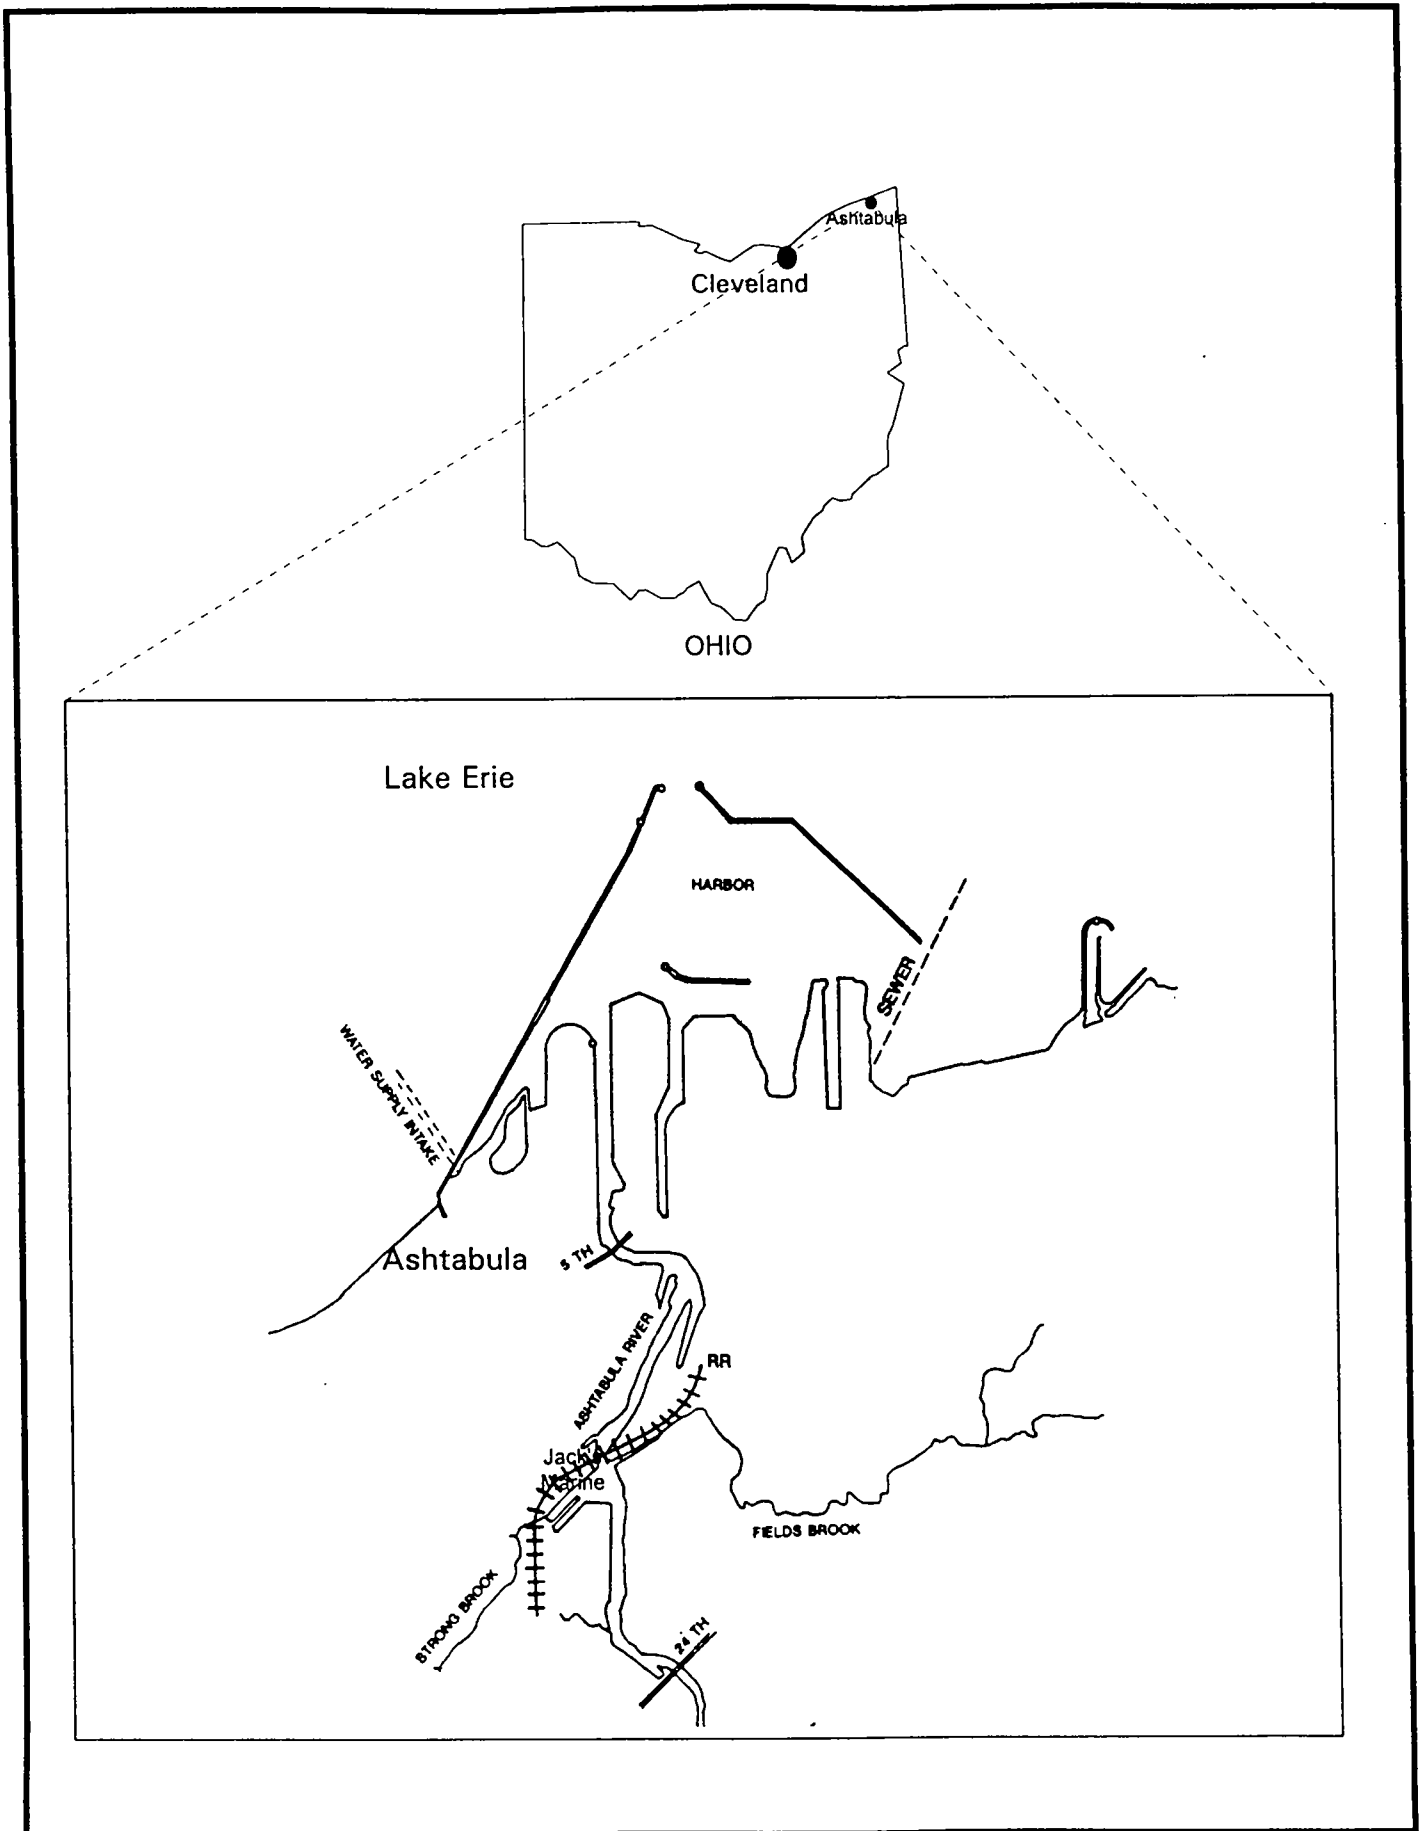 Ashtabula
Cleveland
OHIO
Lake Erie
HARBOR
SEWER
WATER SUPPLY INTAKE
Ashtabula
5 TH
ASHTABULA RIVER
RR
Jack's
Marine
FIELDS BROOK
STRONG BROOK
24 TH